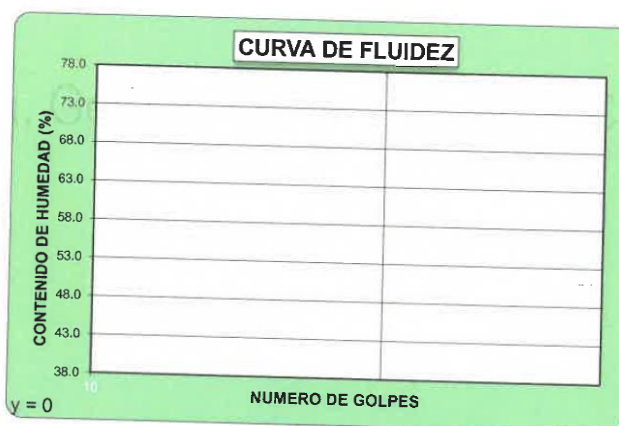 CURVA DE FLUIDEZ
78.0
73.0
68.0
63.0
58.0
53.0
48.0
43.0
38.0
CONTENIDO DE HUMEDAD (%)
10
NUMERO DE GOLPES
y = 0